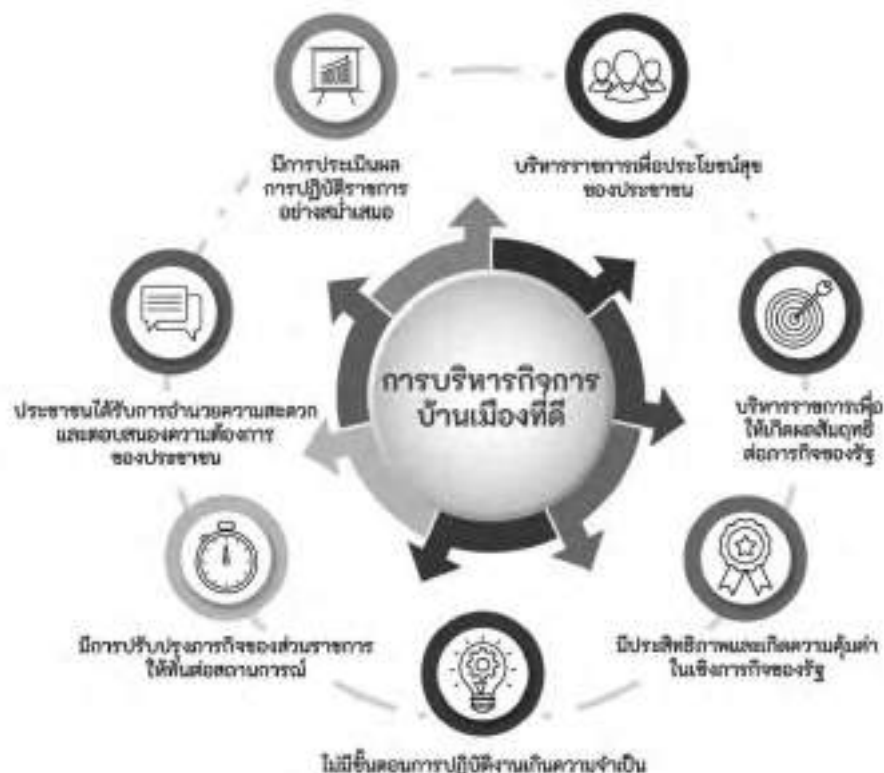 มีการประเมินผล
การปฏิบัติราชการ
อย่างสม่ำเสมอ
บริหารราชการเพื่อประโยชน์สุข
ของประชาชน
การบริหารกิจการ
บ้านเมืองที่ดี
ประชาชนได้รับการอำนวยความสะดวก
และตอบสนองความต้องการ
ของประชาชน
บริหารราชการเพื่อ
ให้เกิดผลสัมฤทธิ์
ต่อภารกิจของรัฐ
มีการปรับปรุงภารกิจของส่วนราชการ
ให้ทันต่อสถานการณ์
มีประสิทธิภาพและเกิดความคุ้มค่า
ในเชิงภารกิจของรัฐ
ไม่มีขั้นตอนการปฏิบัติงานเกินความจำเป็น